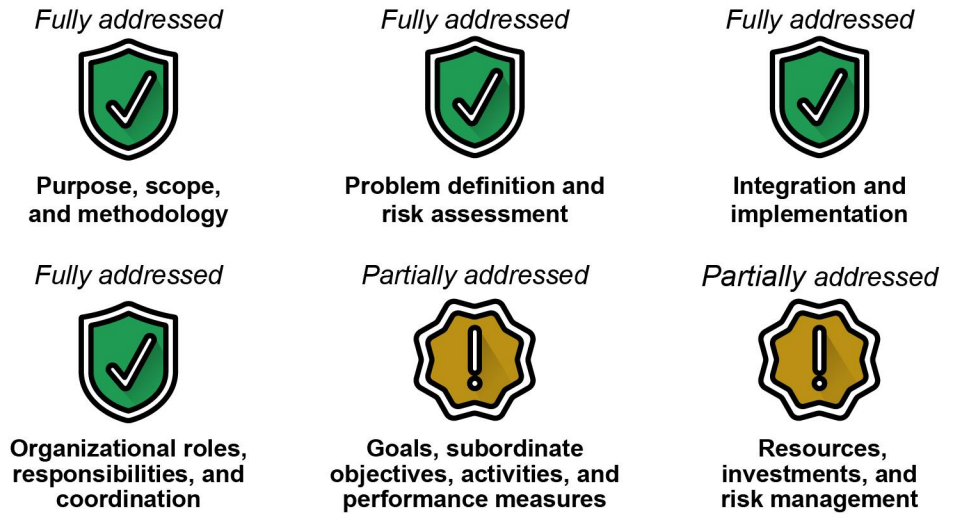 Fully addressed
Fully addressed
Fully addressed
Purpose, scope,
and methodology
Problem definition and
risk assessment
Integration and
implementation
Fully addressed
Partially addressed
Partially addressed
Organizational roles,
responsibilities, and
coordination
Goals, subordinate
objectives, activities, and
performance measures
Resources,
investments, and
risk management